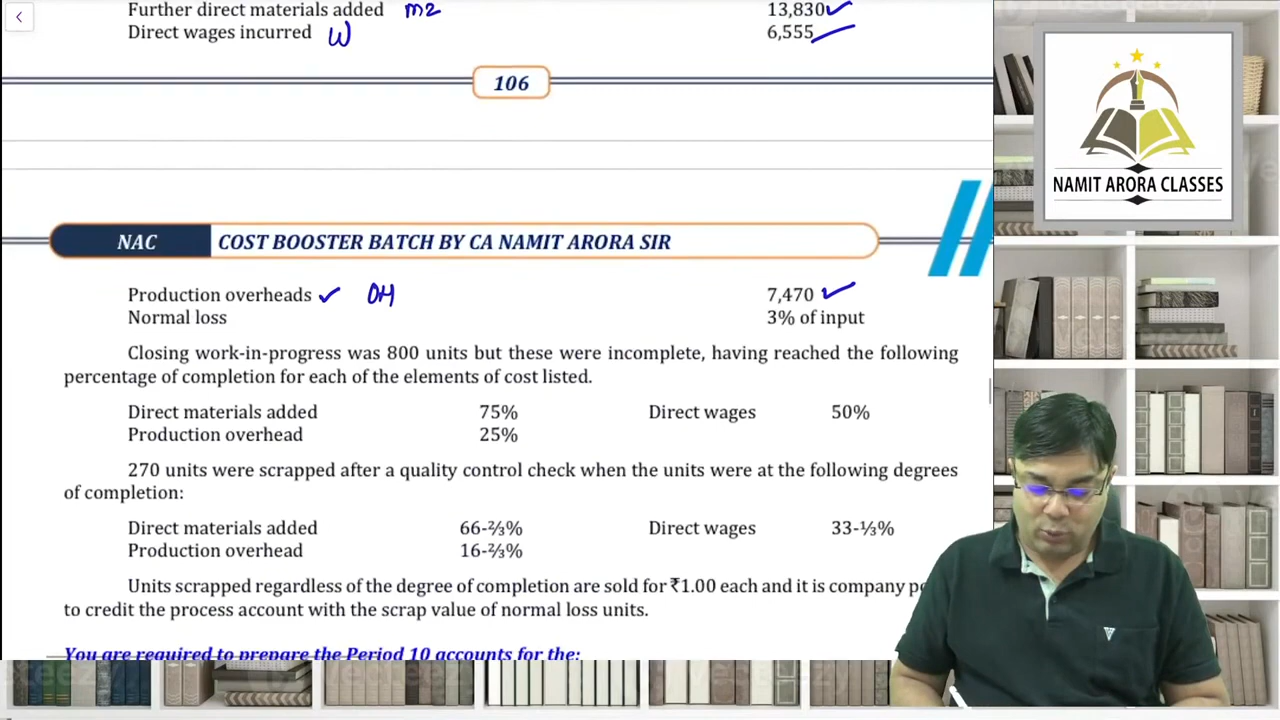 Further direct materials added m2 13,830
Direct wages incurred W 6,555
106
NAC COST BOOSTER BATCH BY CA NAMIT ARORA SIR
NAMIT ARORA CLASSES
Production overheads OH 7,470
Normal loss 3% of input
Closing work-in-progress was 800 units but these were incomplete, having reached the following
percentage of completion for each of the elements of cost listed.
Direct materials added 75% Direct wages 50%
Production overhead 25%
270 units were scrapped after a quality control check when the units were at the following degrees
of completion:
Direct materials added 66-⅔% Direct wages 33-⅓%
Production overhead 16-⅔%
Units scrapped regardless of the degree of completion are sold for ₹1.00 each and it is company
to credit the process account with the scrap value of normal loss units.
You are required to prepare the Period 10 accounts for the: